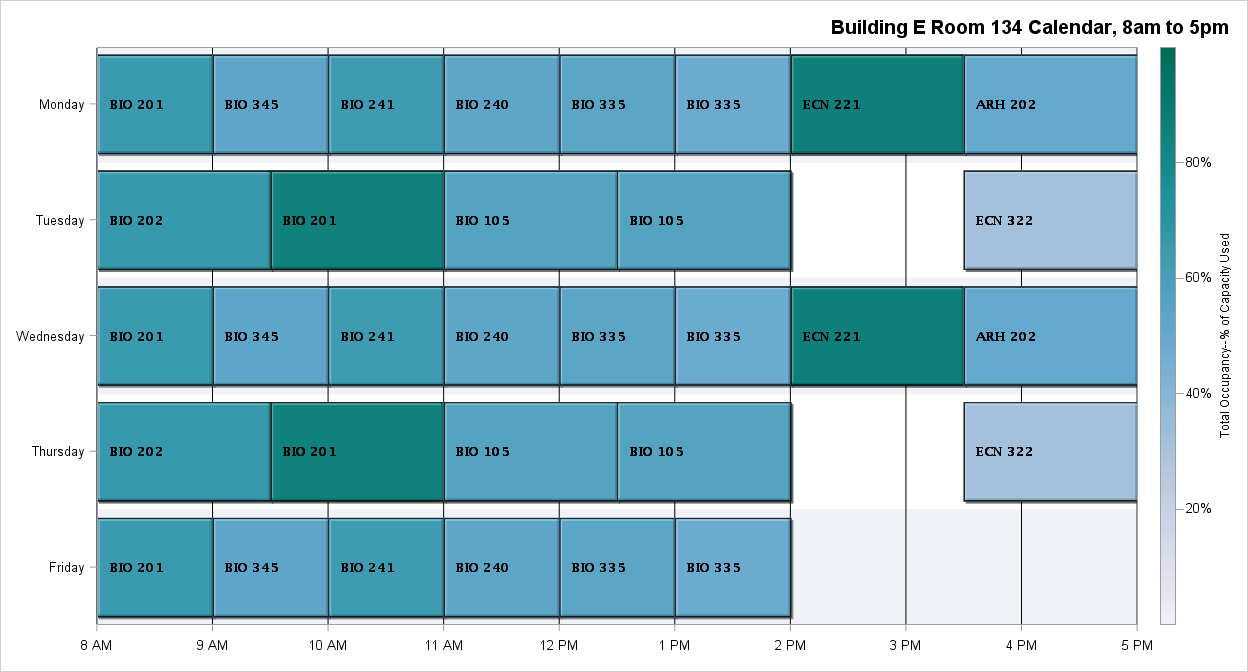 Building E Room 134 Calendar, 8am to 5pm
Monday BIO 201 BIO 345 BIO 241 BIO 240 BIO 335 BIO 335 ECN 221 ARH 202
Tuesday BIO 202 BIO 201 BIO 105 BIO 105 ECN 322
Wednesday BIO 201 BIO 345 BIO 241 BIO 240 BIO 335 BIO 335 ECN 221 ARH 202
Thursday BIO 202 BIO 201 BIO 105 BIO 105 ECN 322
Friday BIO 201 BIO 345 BIO 241 BIO 240 BIO 335 BIO 335
8 AM 9 AM 10 AM 11 AM 12 PM 1 PM 2 PM 3 PM 4 PM 5 PM
80%
60%
40%
20%
Total Occupancy--% of Capacity Used